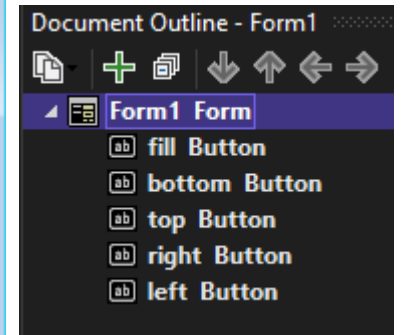 Document Outline - Form1
Form1 Form
fill Button
bottom Button
top Button
right Button
left Button